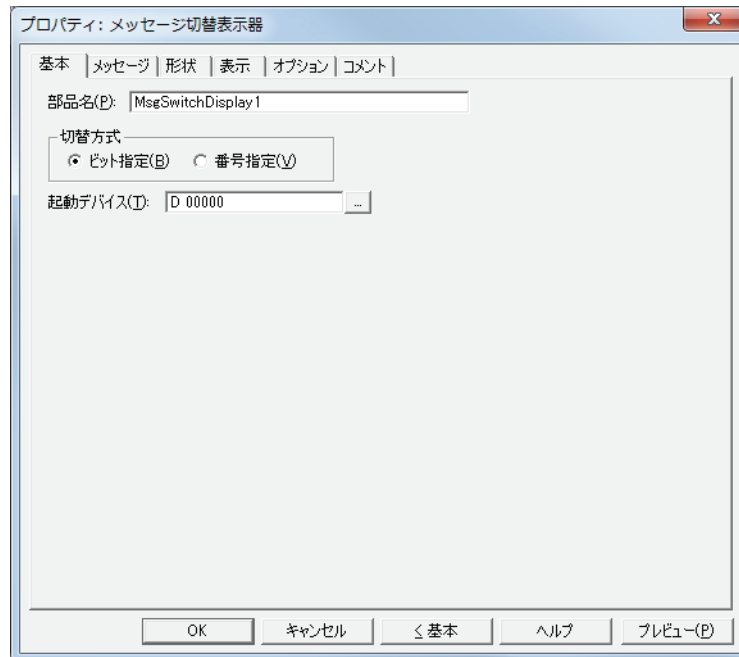 プロパティ: メッセージ切替表示器
x
基本 メッセージ 形状 表示 オプション コメント
部品名(P): MsgSwitchDisplay1
切替方式
ビット指定(B) 番号指定(V)
起動デバイス(T): D 00000 ...
OK キャンセル <基本 ヘルプ プレビュー(P)